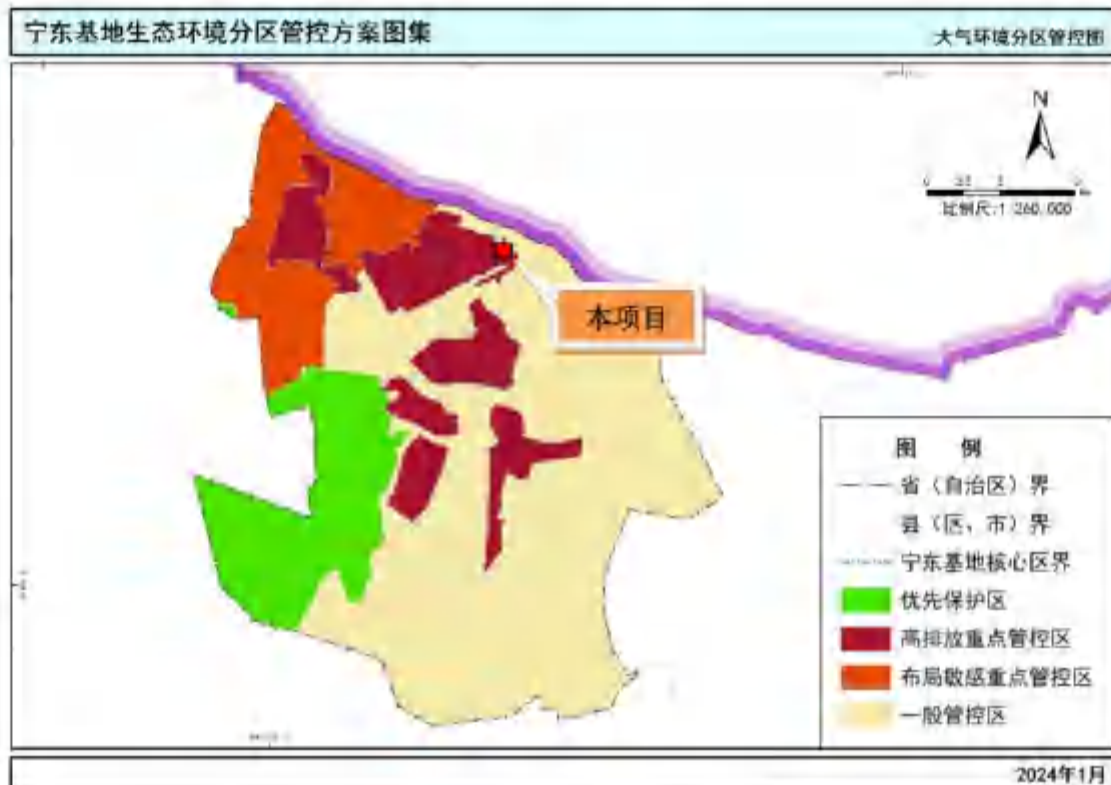 宁东基地生态环境分区管控方案图集
大气环境分区管控图
N
比例尺:1:260,000
本项目
图 例
省（自治区）界
县（区、市）界
宁东基地核心区界
优先保护区
高排放重点管控区
布局敏感重点管控区
一般管控区
2024年1月